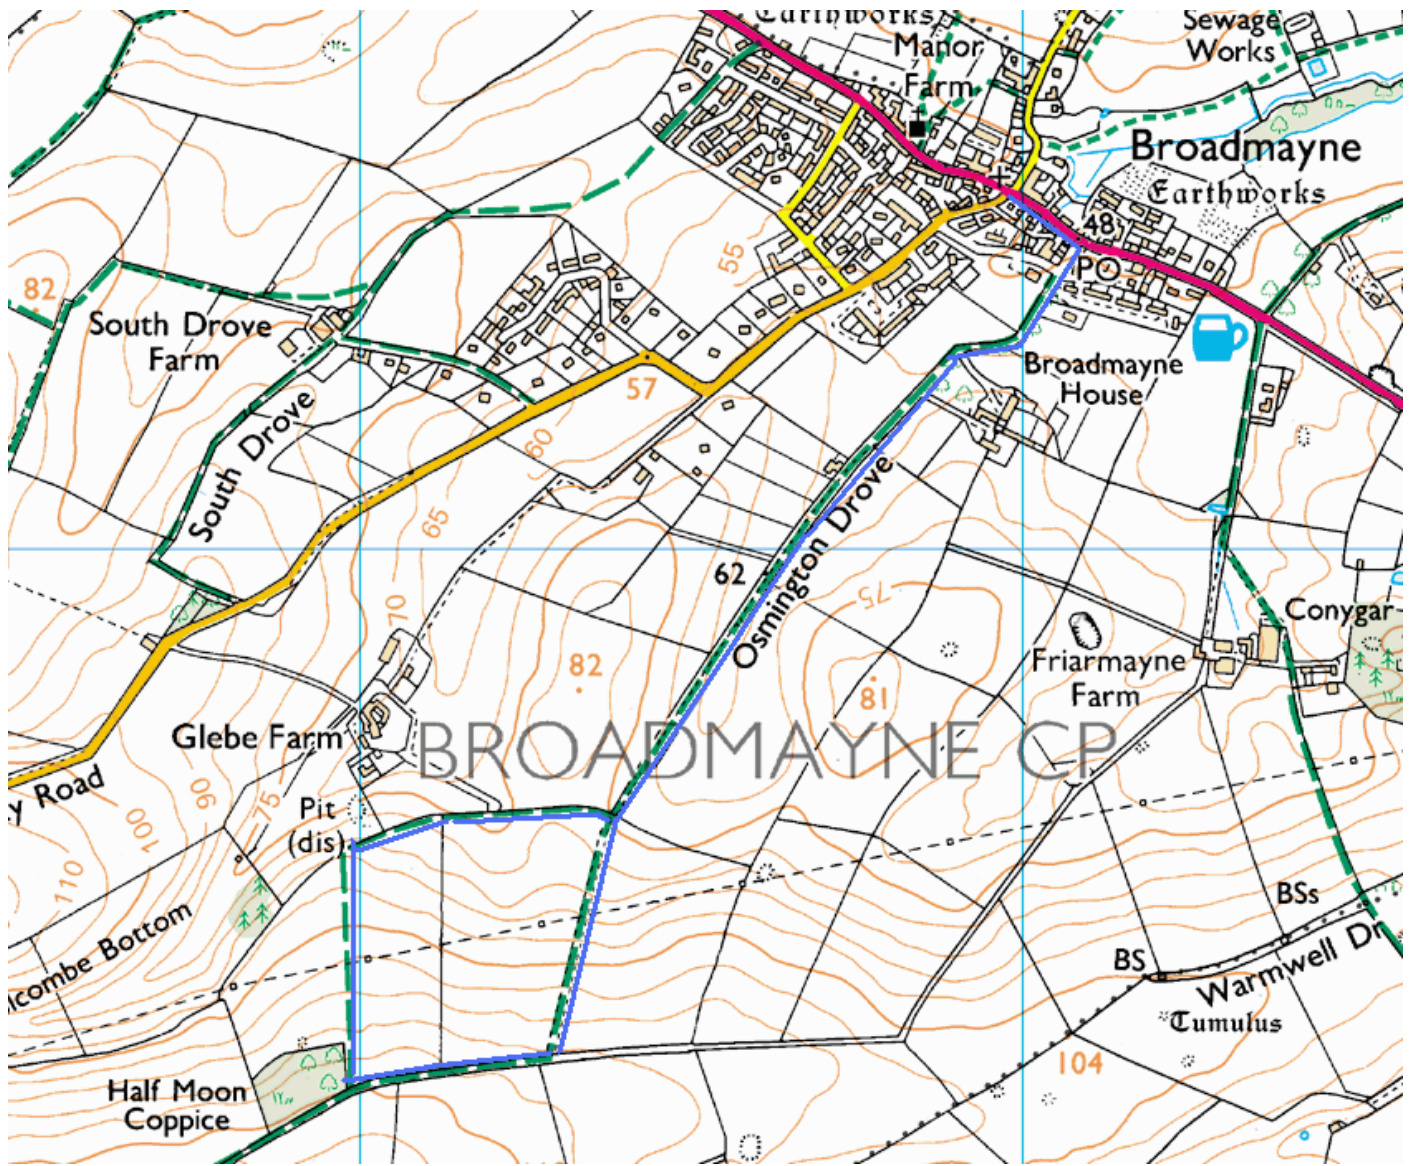 Earthworks
Manor
Farm
Sewage
Works
Broadmayne
Earthworks
48
PO
82
South Drove
Farm
55
57
Broadmayne
House
South Drove
60
65
Osmington Drove
62
70
75
82
81
Conygar
Friarmayne
Farm
Glebe Farm
BROADMAYNE CP
y Road
90
100
75
Pit
(dis)
110
lcombe Bottom
BSs
BS
Warmwell Dr
Tumulus
104
Half Moon
Coppice